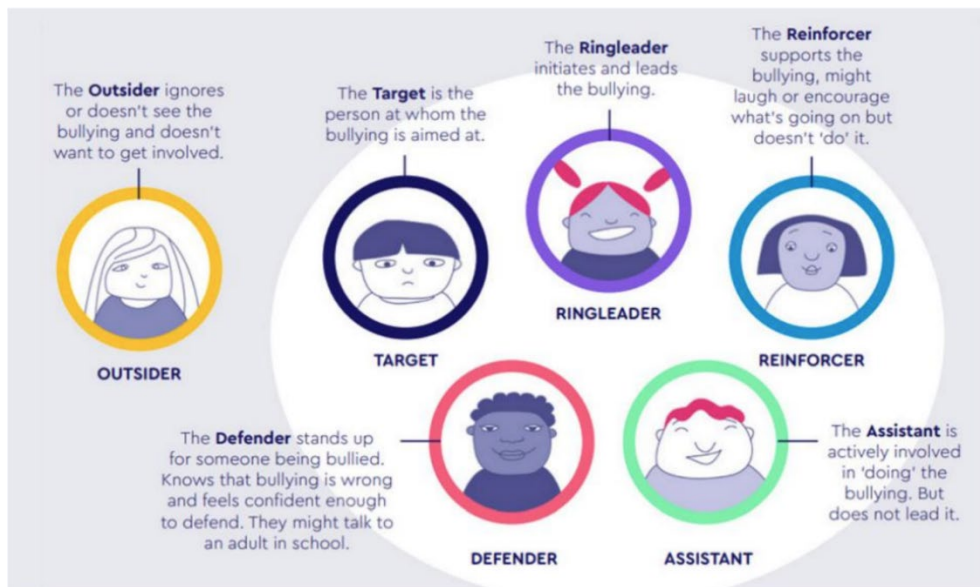 The Outsider ignores
or doesn't see the
bullying and doesn't
want to get involved.
OUTSIDER
The Target is the
person at whom the
bullying is aimed at.
TARGET
The Ringleader
initiates and leads
the bullying.
RINGLEADER
The Reinforcer
supports the
bullying, might
laugh or encourage
what's going on but
doesn't 'do' it.
REINFORCER
The Defender stands up
for someone being bullied.
Knows that bullying is wrong
and feels confident enough
to defend. They might talk to
an adult in school.
DEFENDER
The Assistant is
actively involved
in 'doing' the
bullying. But
does not lead it.
ASSISTANT